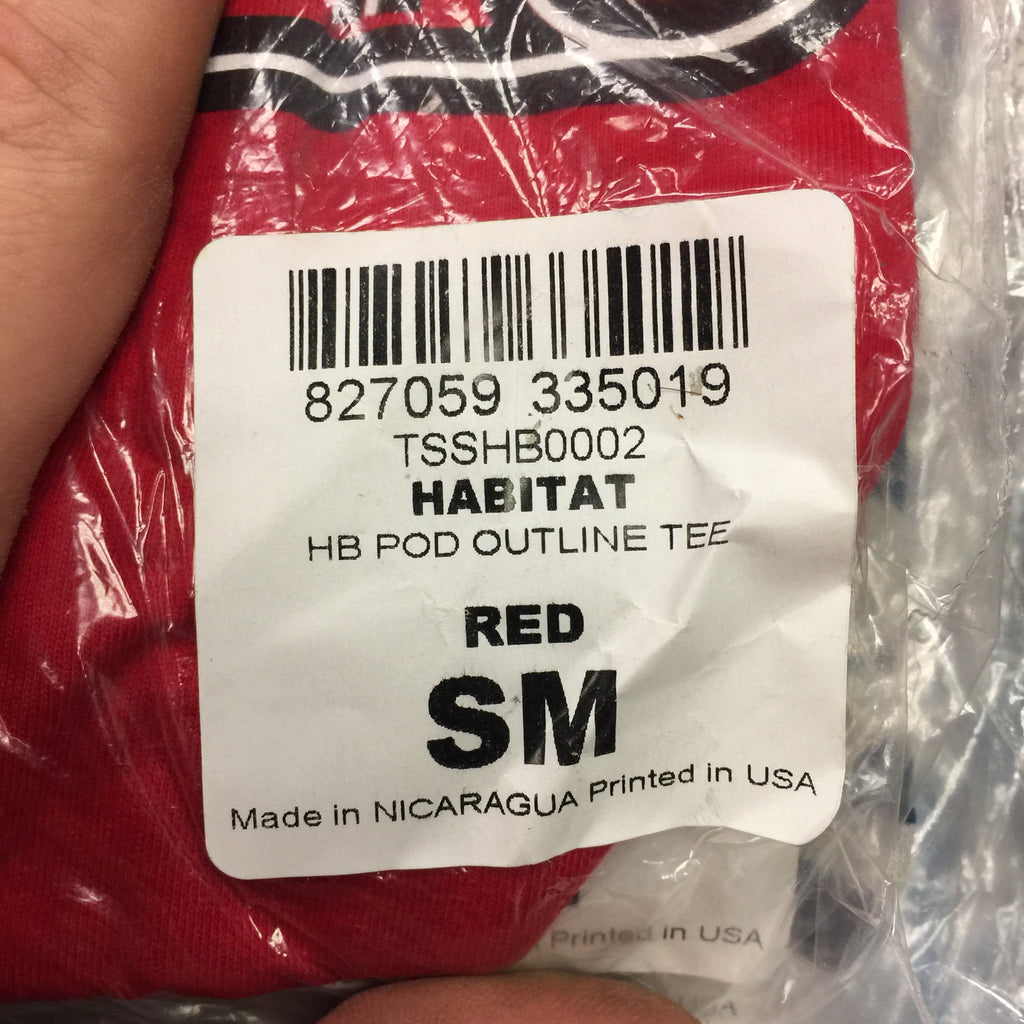 827059 335019
TSSHB0002
HABITAT
HB POD OUTLINE TEE
RED
SM
Made in NICARAGUA Printed in USA
Printed in USA